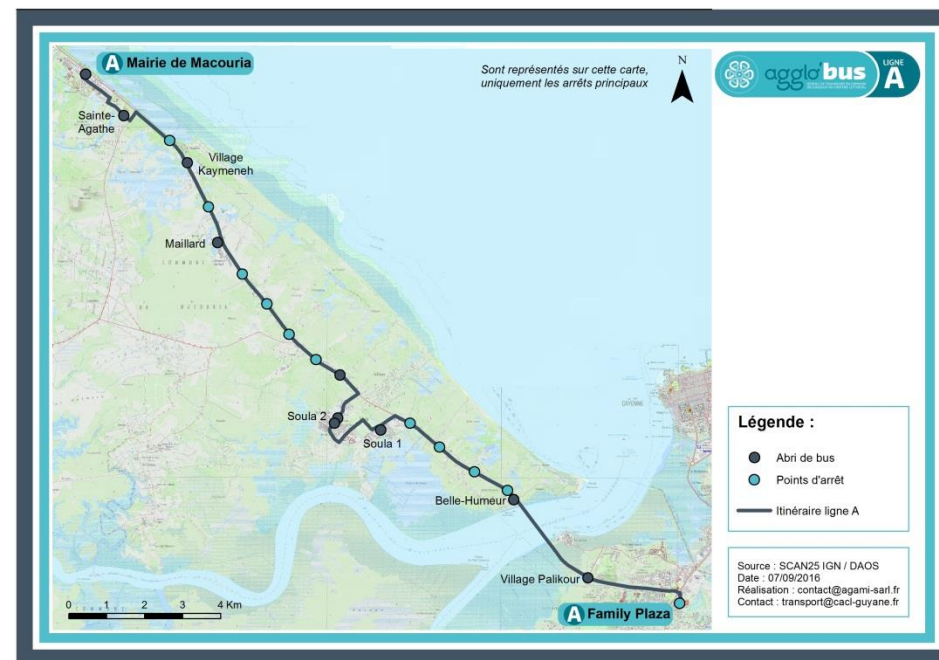 A Mairie de Macouria
Sont représentés sur cette carte,
uniquement les arrêts principaux
N
agglo'bus
LIGNE
A
Sainte-
Agathe
Village
Kaymeneh
Maillard
Soula 2
Soula 1
CAYENNE
Belle-Humeur
Village Palikour
A Family Plaza
0 1 2 3 4 Km
Légende :
Abri de bus
Points d'arrêt
Itinéraire ligne A
Source : SCAN25 IGN / DAOS
Date : 07/09/2016
Réalisation : contact@agami-sarl.fr
Contact : transport@cacl-guyane.fr